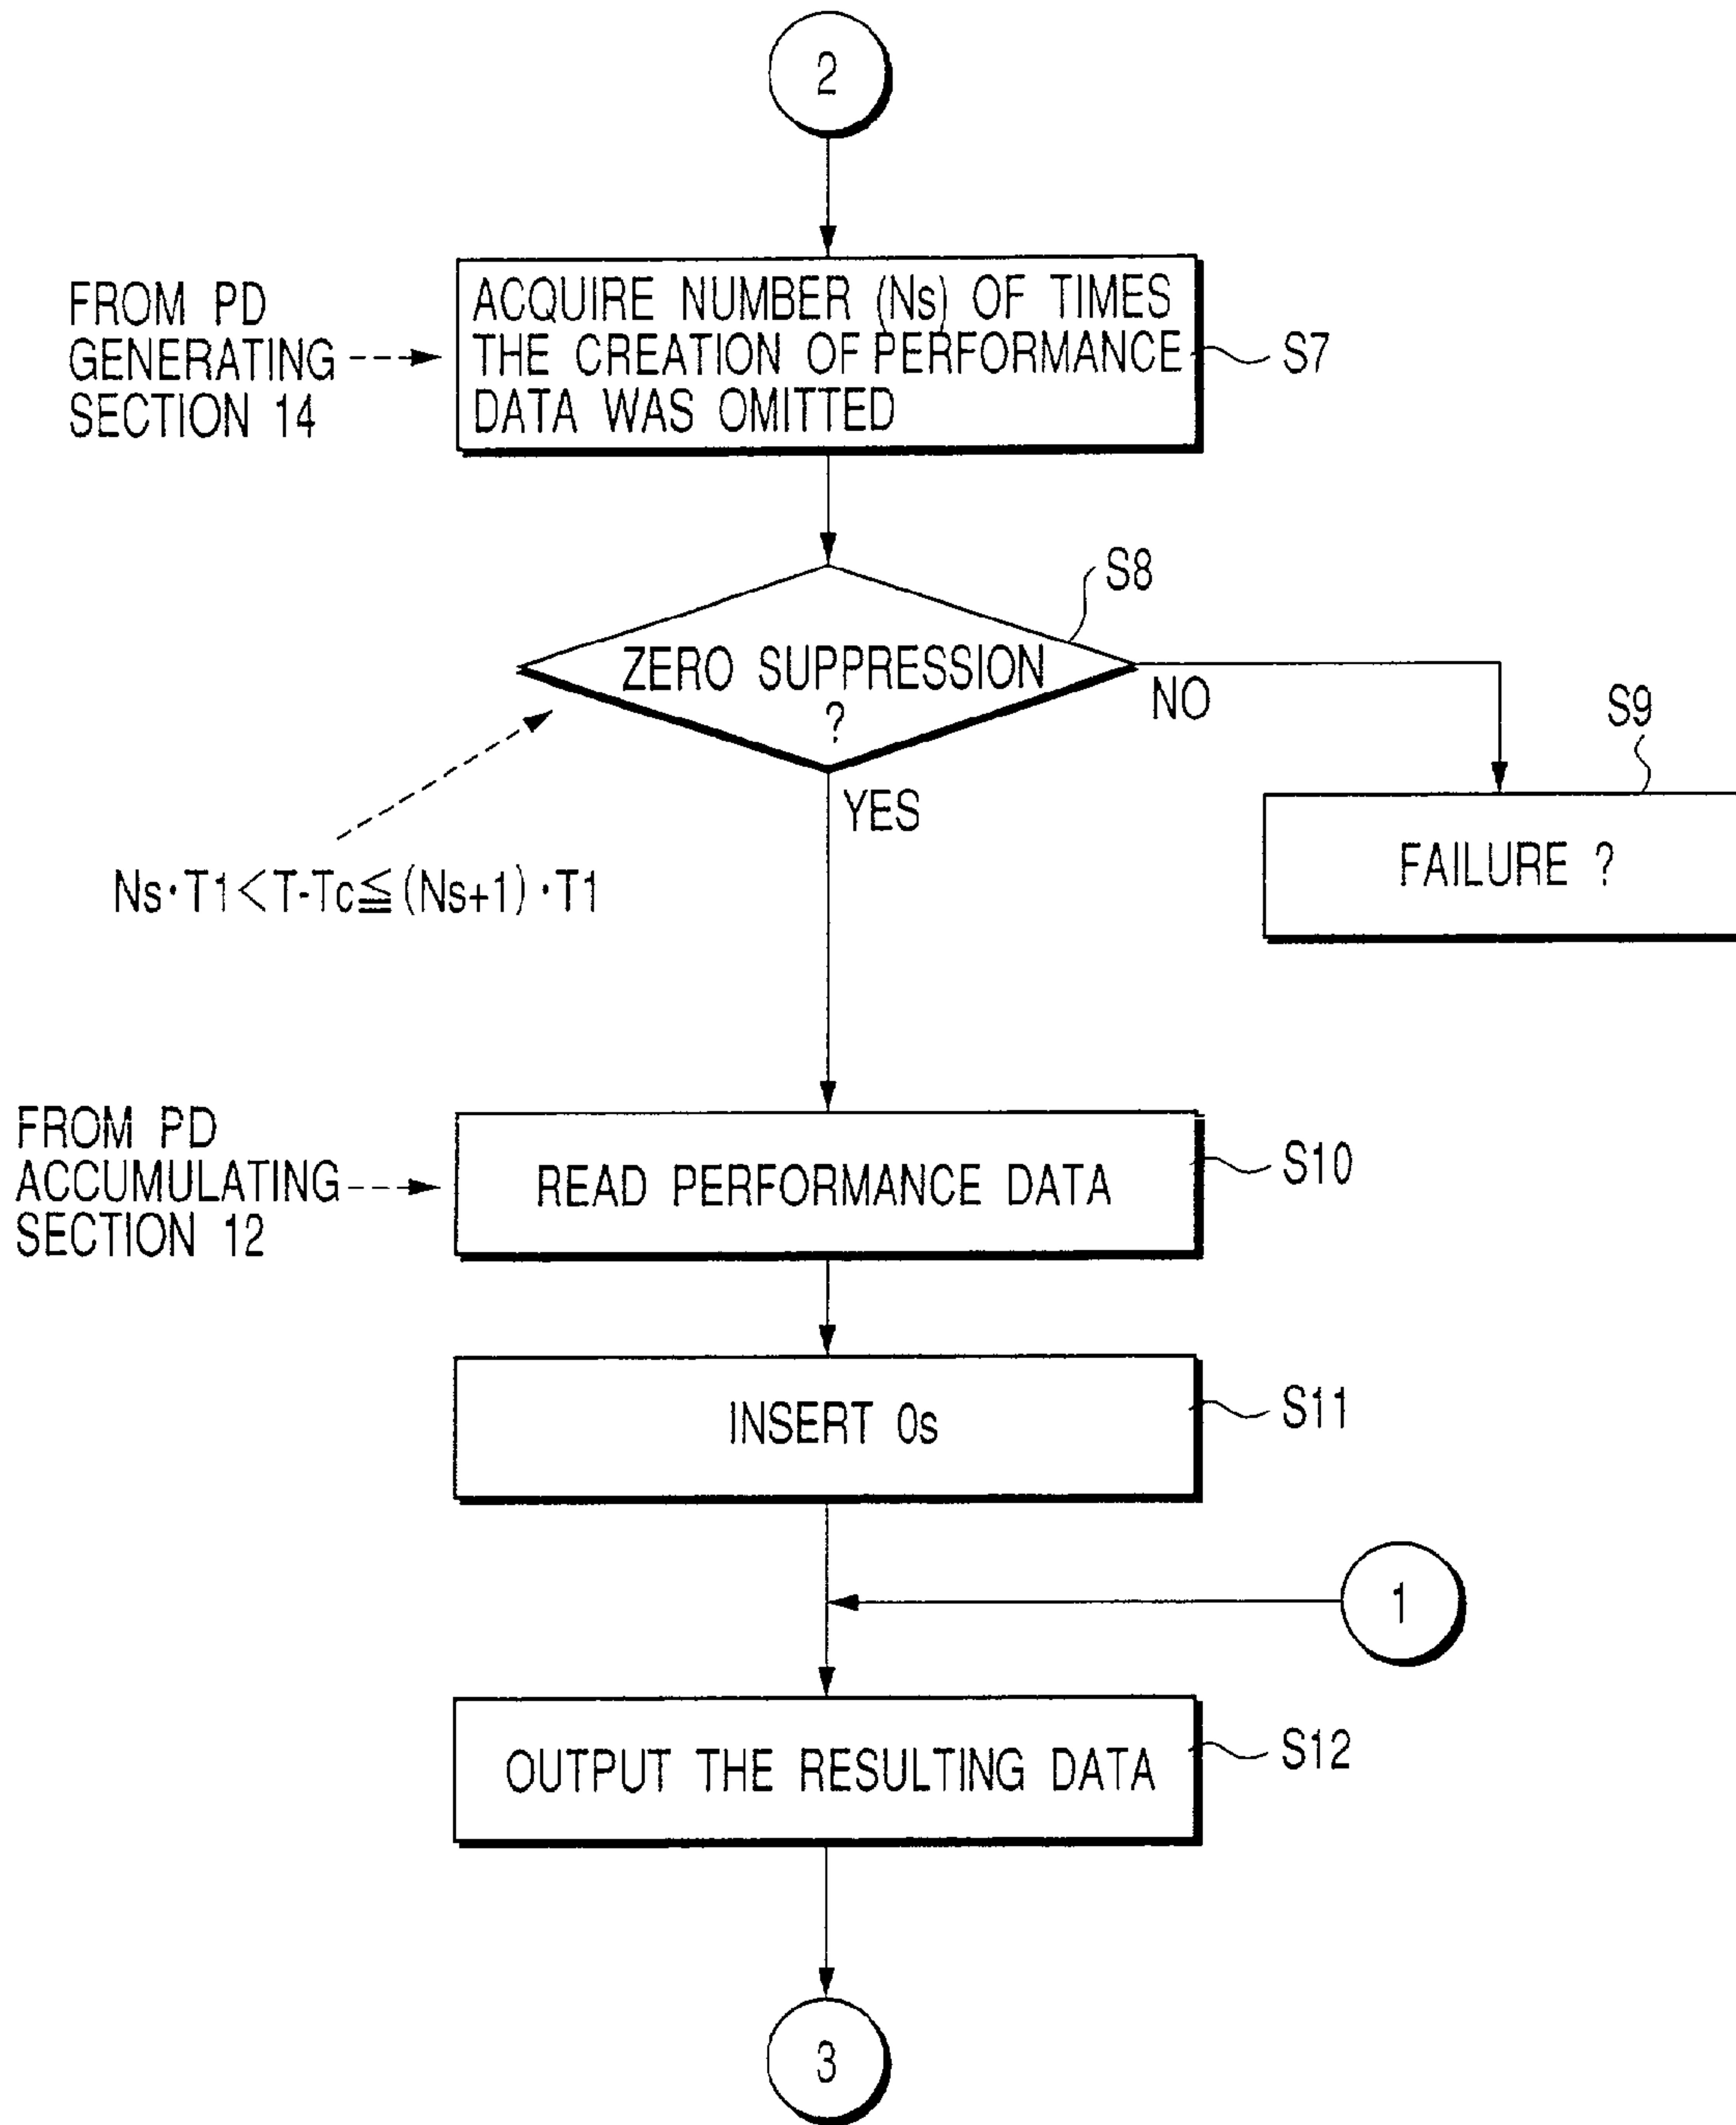 2
FROM PD
GENERATING
SECTION 14
ACQUIRE NUMBER (Ns) OF TIMES
THE CREATION OF PERFORMANCE
DATA WAS OMITTED
S7
S8
ZERO SUPPRESSION
?
NO
S9
YES
FAILURE ?
Ns・T1<T-Tc≦(Ns+1)・T1
FROM PD
ACCUMULATING
SECTION 12
READ PERFORMANCE DATA
S10
INSERT 0s
S11
1
OUTPUT THE RESULTING DATA
S12
3